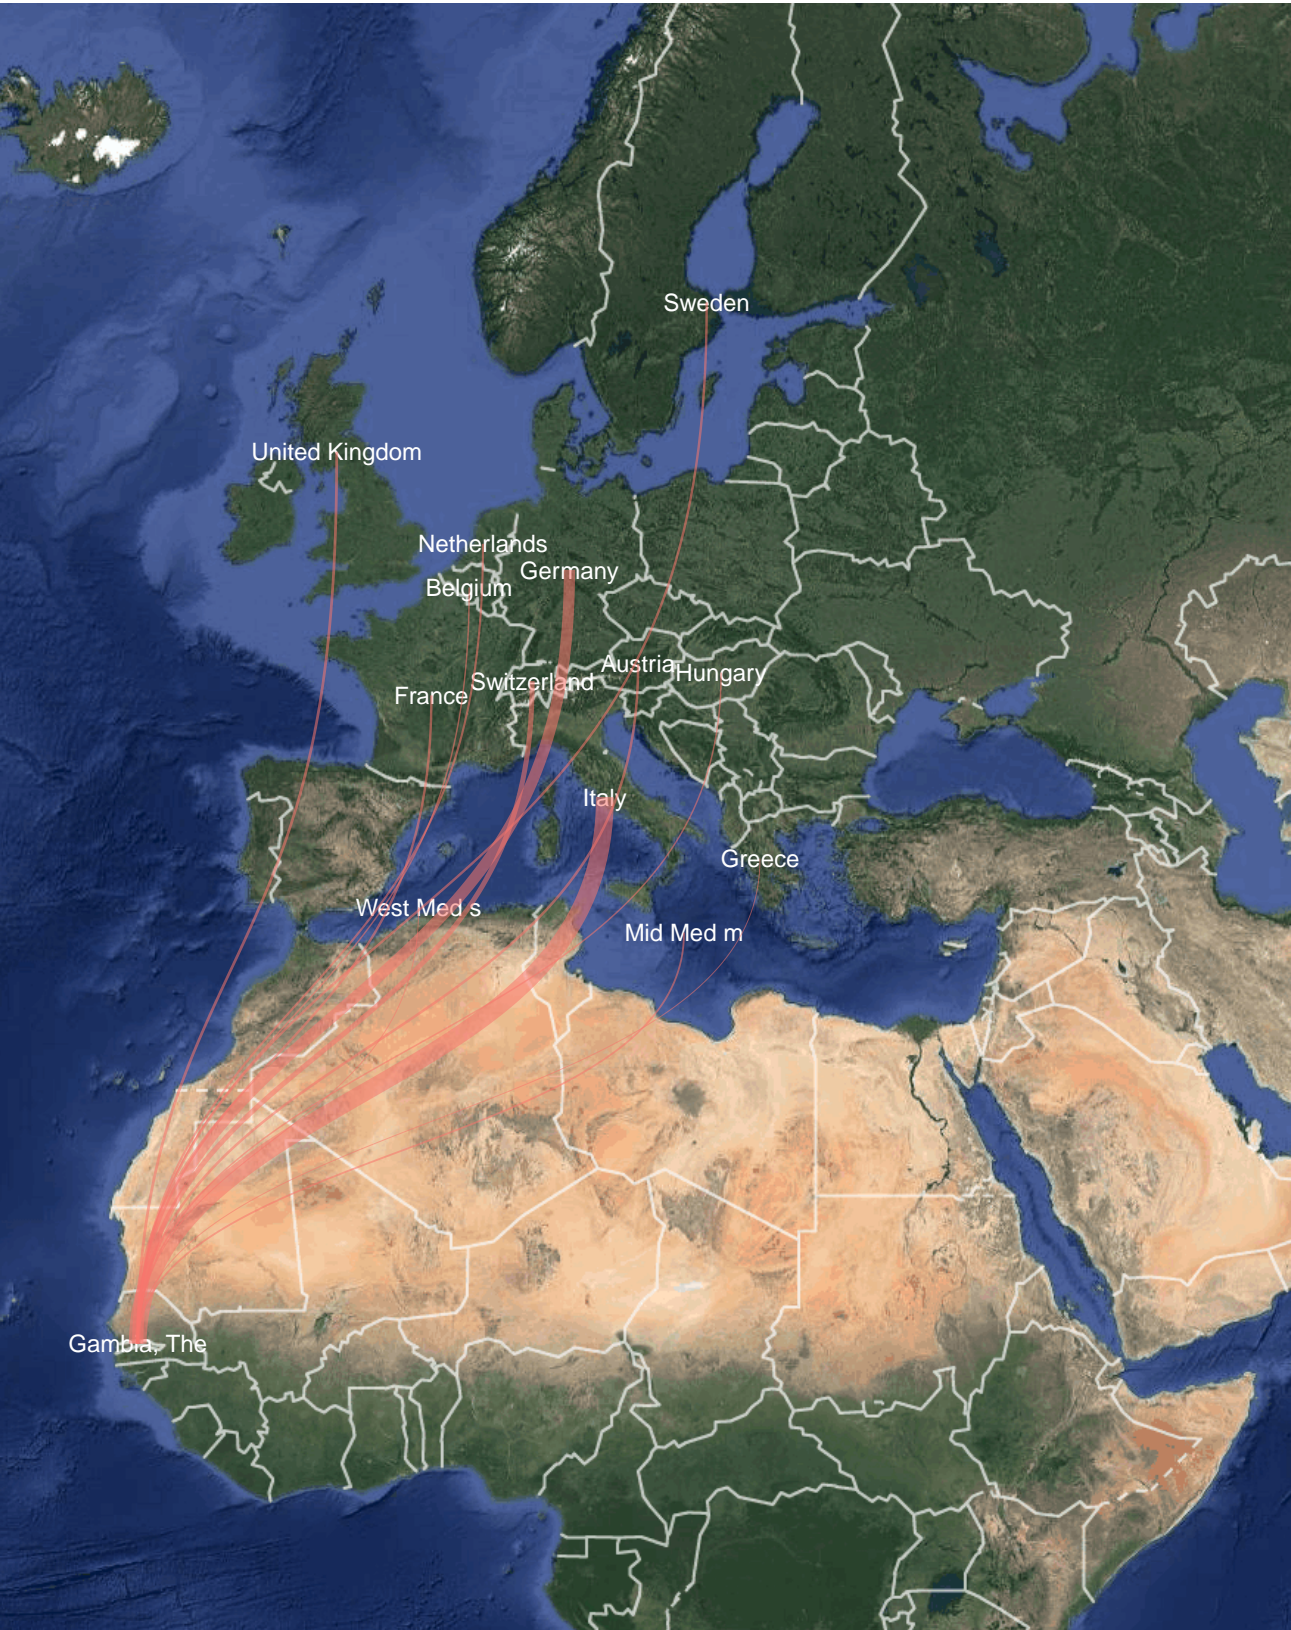 Sweden
United Kingdom
Netherlands
Germany
Belgium
Austria
Hungary
Switzerland
France
Italy
Greece
West Med s
Mid Med m
Gambia, The